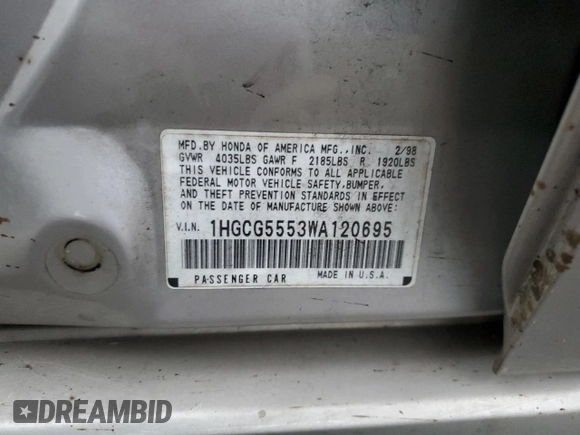 MFD.BY HONDA OF AMERICA MFG.,INC. 2/98
GVWR 4035LBS GAWR F 2185LBS R 1920LBS
THIS VEHICLE CONFORMS TO ALL APPLICABLE
FEDERAL MOTOR VEHICLE SAFETY,BUMPER,
AND THEFT PREVENTION STANDARDS IN EFFECT
ON THE DATE OF MANUFACTURE SHOWN ABOVE:
V.I.N. 1HGCG5553WA120695
PASSENGER CAR MADE IN U.S.A.
DREAMBID